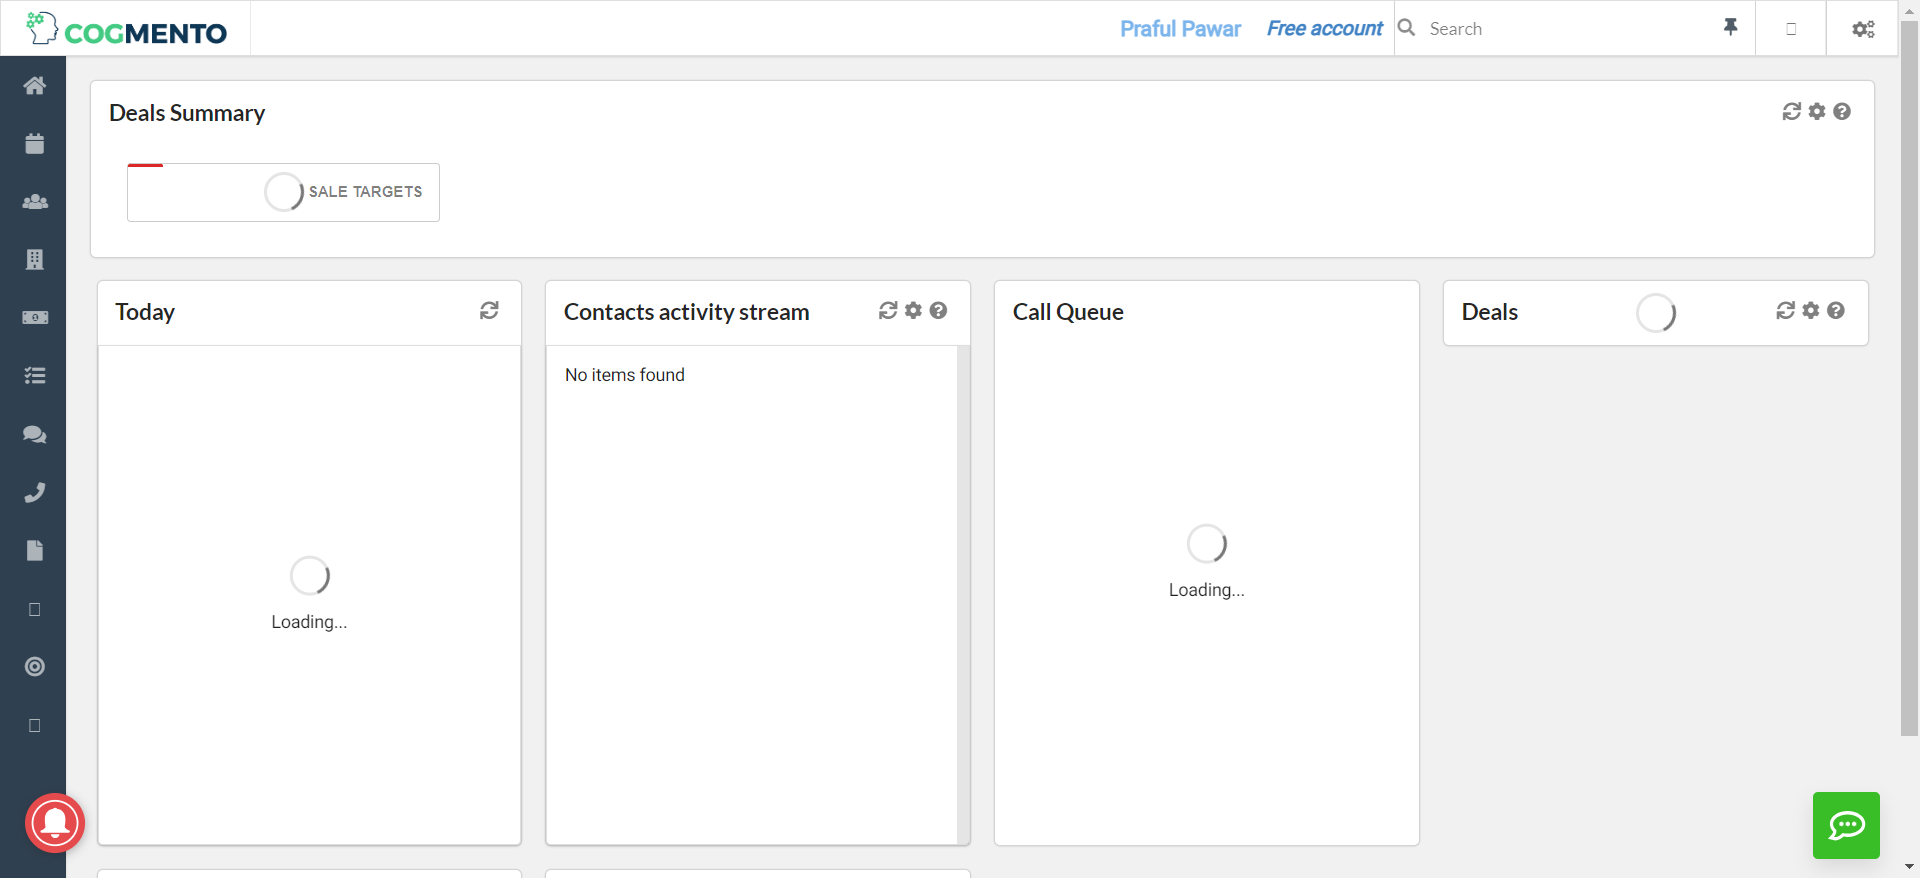 COGMENTO
Praful Pawar
Free account
Search
Deals Summary
SALE TARGETS
Today
Contacts activity stream
Call Queue
Deals
No items found
Loading...
Loading...